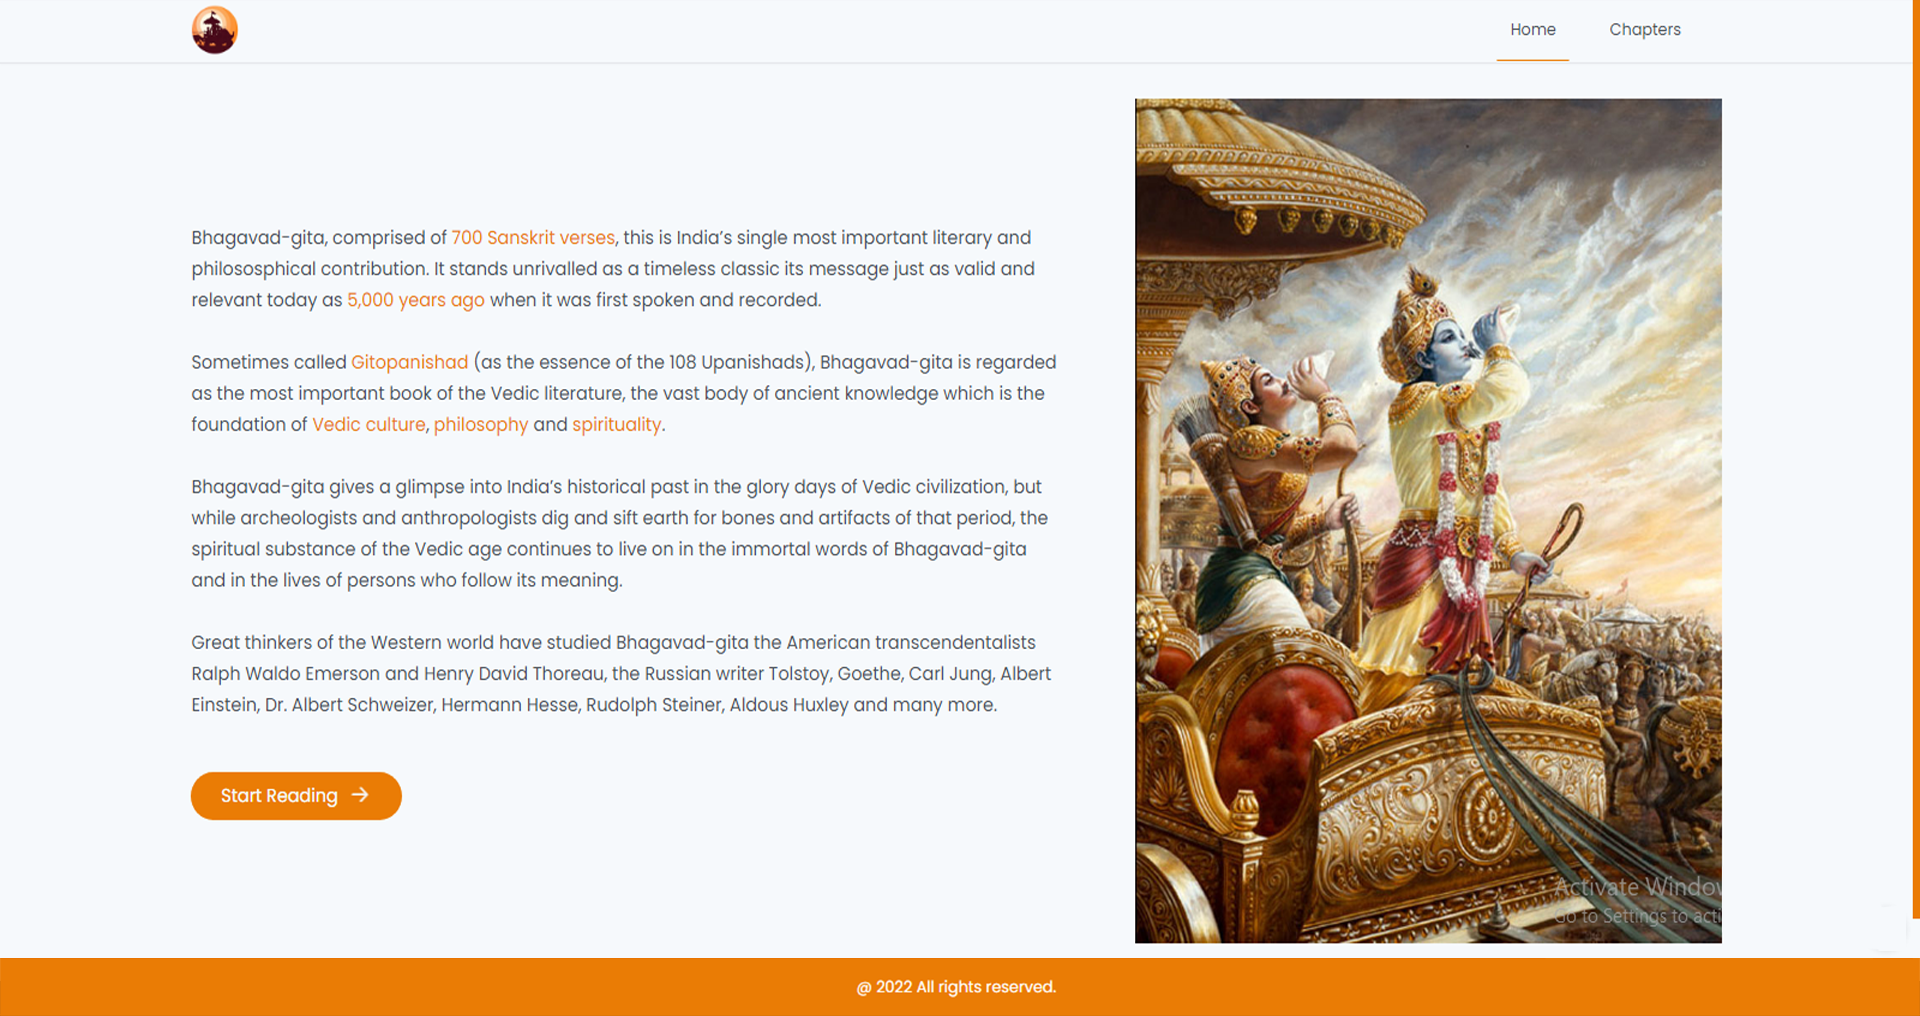 Home Chapters
Bhagavad-gita, comprised of 700 Sanskrit verses, this is India’s single most important literary and
philososphical contribution. It stands unrivalled as a timeless classic its message just as valid and
relevant today as 5,000 years ago when it was first spoken and recorded.
Sometimes called Gitopanishad (as the essence of the 108 Upanishads), Bhagavad-gita is regarded
as the most important book of the Vedic literature, the vast body of ancient knowledge which is the
foundation of Vedic culture, philosophy and spirituality.
Bhagavad-gita gives a glimpse into India’s historical past in the glory days of Vedic civilization, but
while archeologists and anthropologists dig and sift earth for bones and artifacts of that period, the
spiritual substance of the Vedic age continues to live on in the immortal words of Bhagavad-gita
and in the lives of persons who follow its meaning.
Great thinkers of the Western world have studied Bhagavad-gita the American transcendentalists
Ralph Waldo Emerson and Henry David Thoreau, the Russian writer Tolstoy, Goethe, Carl Jung, Albert
Einstein, Dr. Albert Schweizer, Hermann Hesse, Rudolph Steiner, Aldous Huxley and many more.
Start Reading →
Activate Window
Go to Settings to acti
@ 2022 All rights reserved.